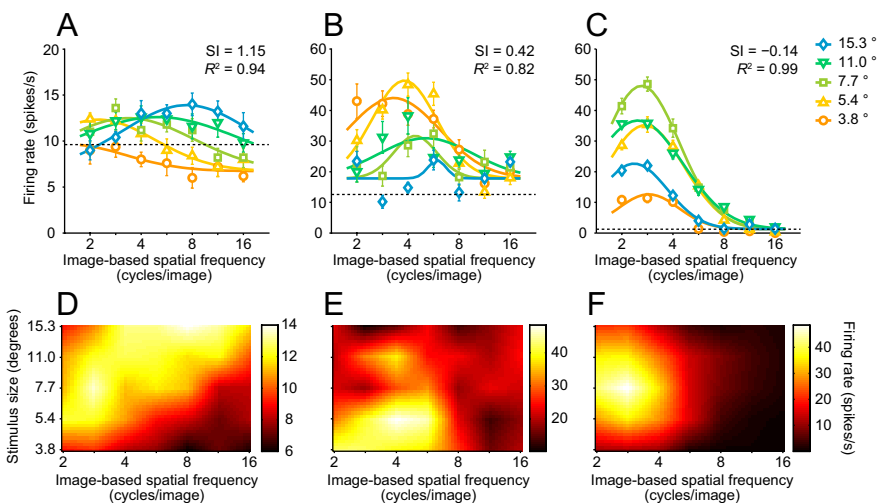 A
B
C
SI = 1.15
R² = 0.94
SI = 0.42
R² = 0.82
SI = −0.14
R² = 0.99
15.3 °
11.0 °
7.7 °
5.4 °
3.8 °
Firing rate (spikes/s)
20
15
10
5
0
2 4 8 16
Image-based spatial frequency
(cycles/image)
60
50
40
30
20
10
0
2 4 8 16
Image-based spatial frequency
(cycles/image)
60
50
40
30
20
10
0
2 4 8 16
Image-based spatial frequency
(cycles/image)
D
E
F
Stimulus size (degrees)
15.3
11.0
7.7
5.4
3.8
2 4 8 16
Image-based spatial frequency
(cycles/image)
14
12
10
8
6
2 4 8 16
Image-based spatial frequency
(cycles/image)
40
30
20
2 4 8 16
Image-based spatial frequency
(cycles/image)
40
30
20
10
Firing rate (spikes/s)